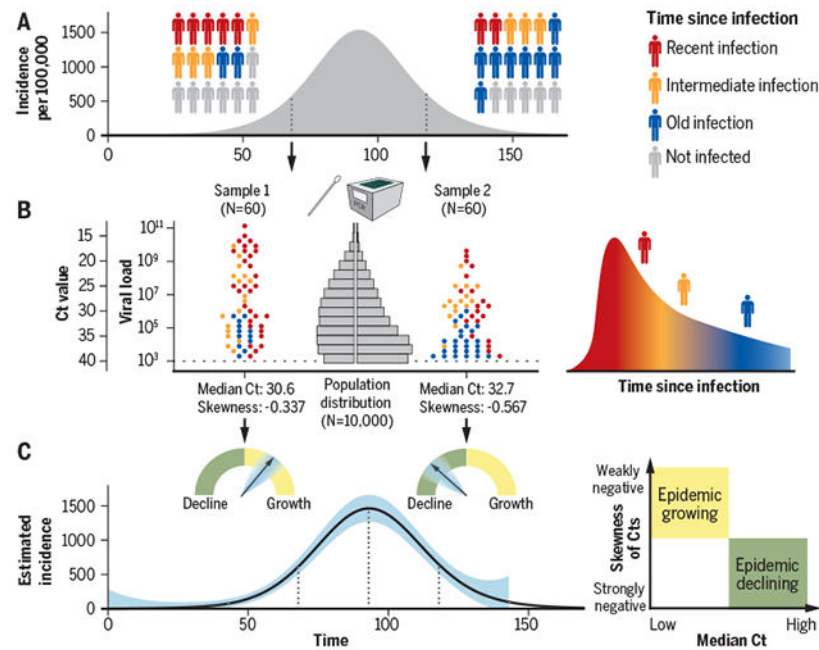 A
Incidence
per 100,000
1500
1000
500
0
0
50
100
150
Time since infection
Recent infection
Intermediate infection
Old infection
Not infected
Sample 1
(N=60)
PCR
Sample 2
(N=60)
B
Ct value
15
20
25
30
35
40
Viral load
10¹¹
10⁹
10⁷
10⁵
10³
Median Ct: 30.6
Skewness: -0.337
Population
distribution
(N=10,000)
Median Ct: 32.7
Skewness: -0.567
Time since infection
C
Decline
Growth
Decline
Growth
Estimated
incidence
1500
1000
500
0
0
50
100
150
Time
Skewness
of Cts
Weakly
negative
Strongly
negative
Epidemic
growing
Epidemic
declining
Low
High
Median Ct